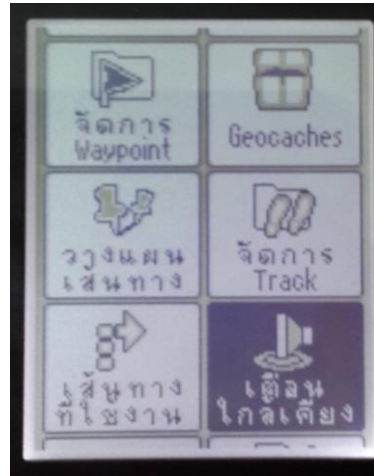 จัดการ
Waypoint
Geocaches
วางแผน
เส้นทาง
จัดการ
Track
เส้นทาง
ที่ใช้งาน
เตือน
ใกล้เคียง